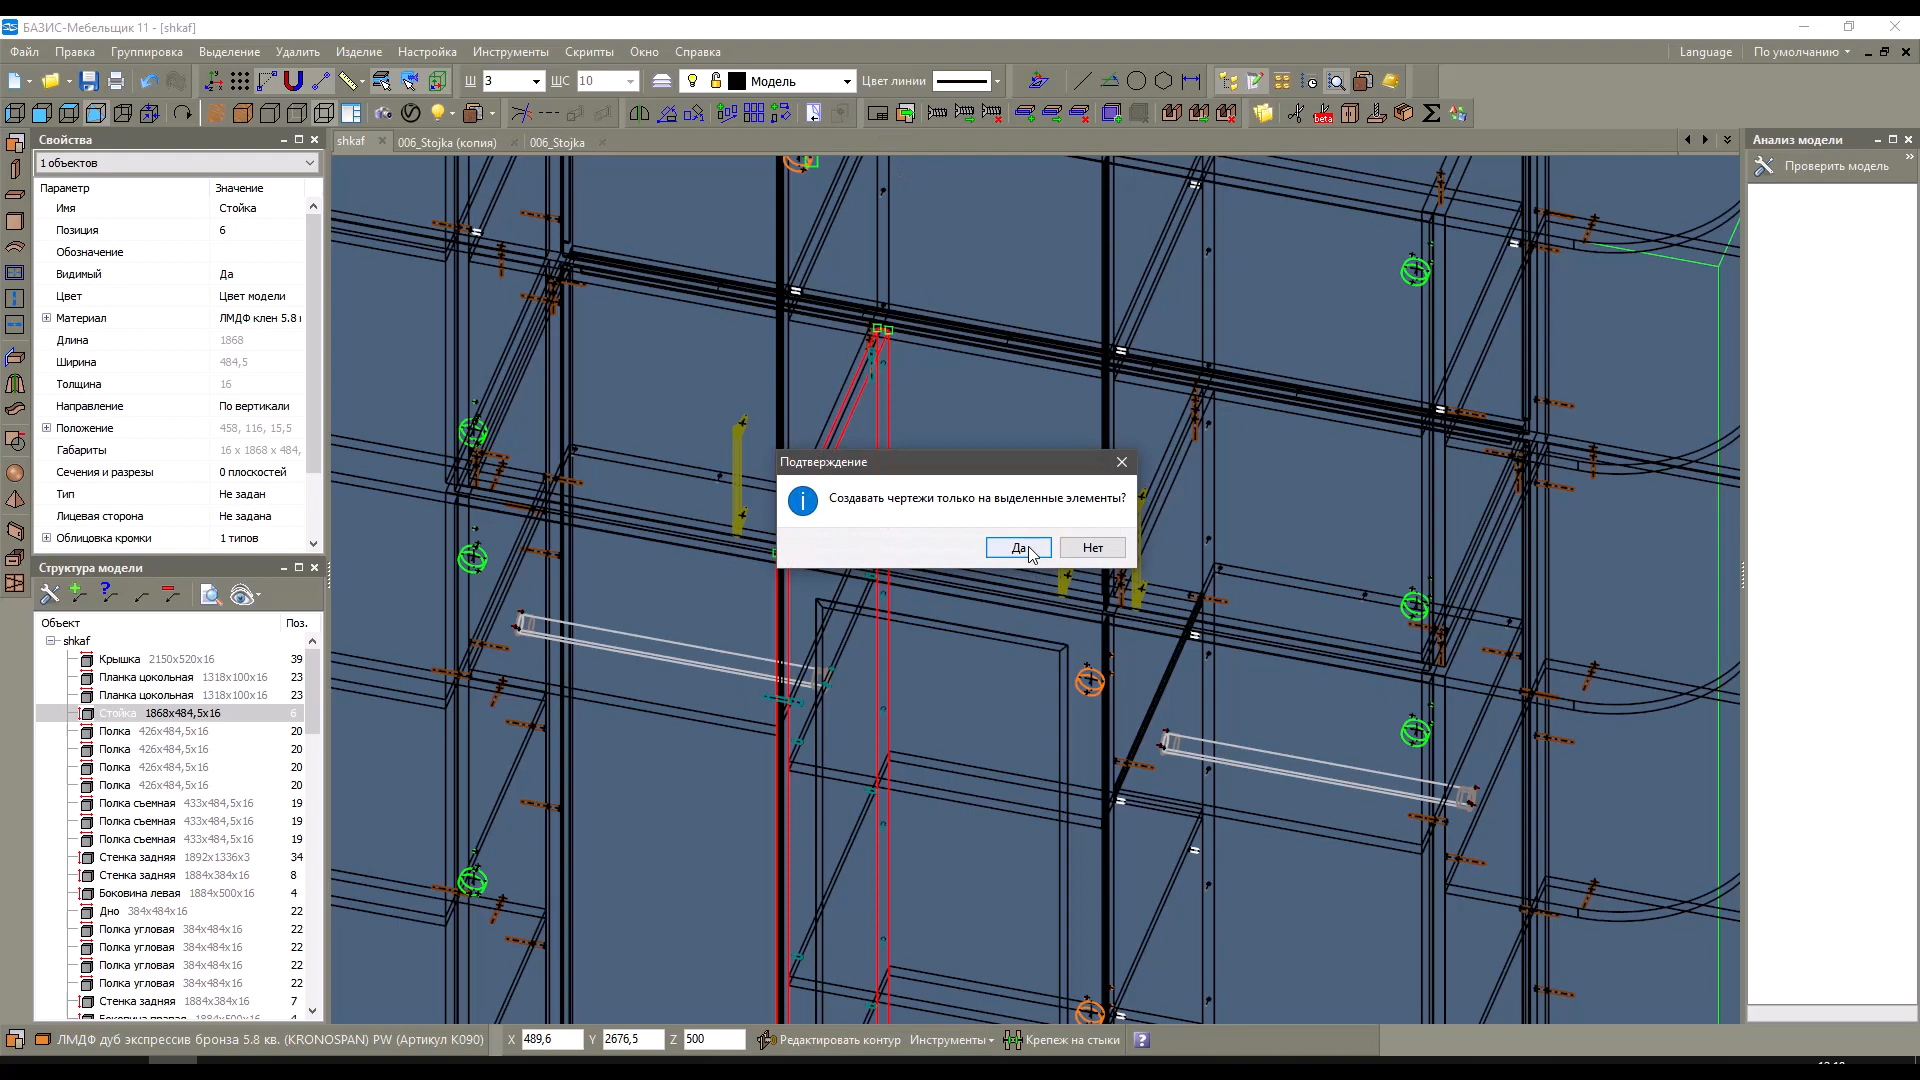 БАЗИС-Мебельщик 11 - [shkaf]
Файл Правка Группировка Выделение Удалить Изделие Настройка Инструменты Скрипты Окно Справка Language По умолчанию
Ш 3 ШС 10 Модель Цвет линии
beta
Свойства
shkaf 006_Stojka (копия) 006_Stojka
Анализ модели
1 объектов
Проверить модель
Параметр Значение
Имя Стойка
Позиция 6
Обозначение
Видимый Да
Цвет Цвет модели
Материал ЛМДФ клен 5.8
Длина 1868
Ширина 484,5
Толщина 16
Направление По вертикали
Положение 458, 116, 15,5
Габариты 16 x 1868 x 484,
Сечения и разрезы 0 плоскостей
Тип Не задан
Лицевая сторона Не задана
Облицовка кромки 1 типов
Подтверждение
Создавать чертежи только на выделенные элементы?
Да Нет
Структура модели
Объект Поз.
shkaf
Крышка 2150x520x16 39
Планка цокольная 1318x100x16 23
Планка цокольная 1318x100x16 23
Стойка 1868x484,5x16 6
Полка 426x484,5x16 20
Полка 426x484,5x16 20
Полка 426x484,5x16 20
Полка 426x484,5x16 20
Полка съемная 433x484,5x16 19
Полка съемная 433x484,5x16 19
Полка съемная 433x484,5x16 19
Стенка задняя 1892x1336x3 34
Стенка задняя 1884x384x16 8
Боковина левая 1884x500x16 4
Дно 384x484x16 22
Полка угловая 384x484x16 22
Полка угловая 384x484x16 22
Полка угловая 384x484x16 22
Полка угловая 384x484x16 22
Стенка задняя 1884x384x16 7
ЛМДФ дуб экспрессив бронза 5.8 кв. (KRONOSPAN) PW (Артикул K090) X 489,6 Y 2676,5 Z 500 Редактировать контур Инструменты Крепеж на стыки